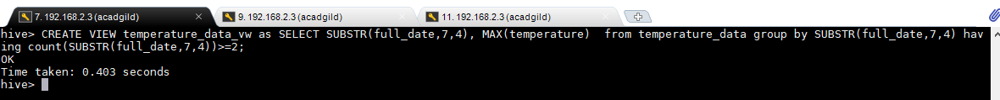 7. 192.168.2.3 (acadgild)
9. 192.168.2.3 (acadgild)
11. 192.168.2.3 (acadgild)
hive> CREATE VIEW temperature_data_vw as SELECT SUBSTR(full_date,7,4), MAX(temperature)  from temperature_data group by SUBSTR(full_date,7,4) hav
ing count(SUBSTR(full_date,7,4))>=2;
OK
Time taken: 0.403 seconds
hive>